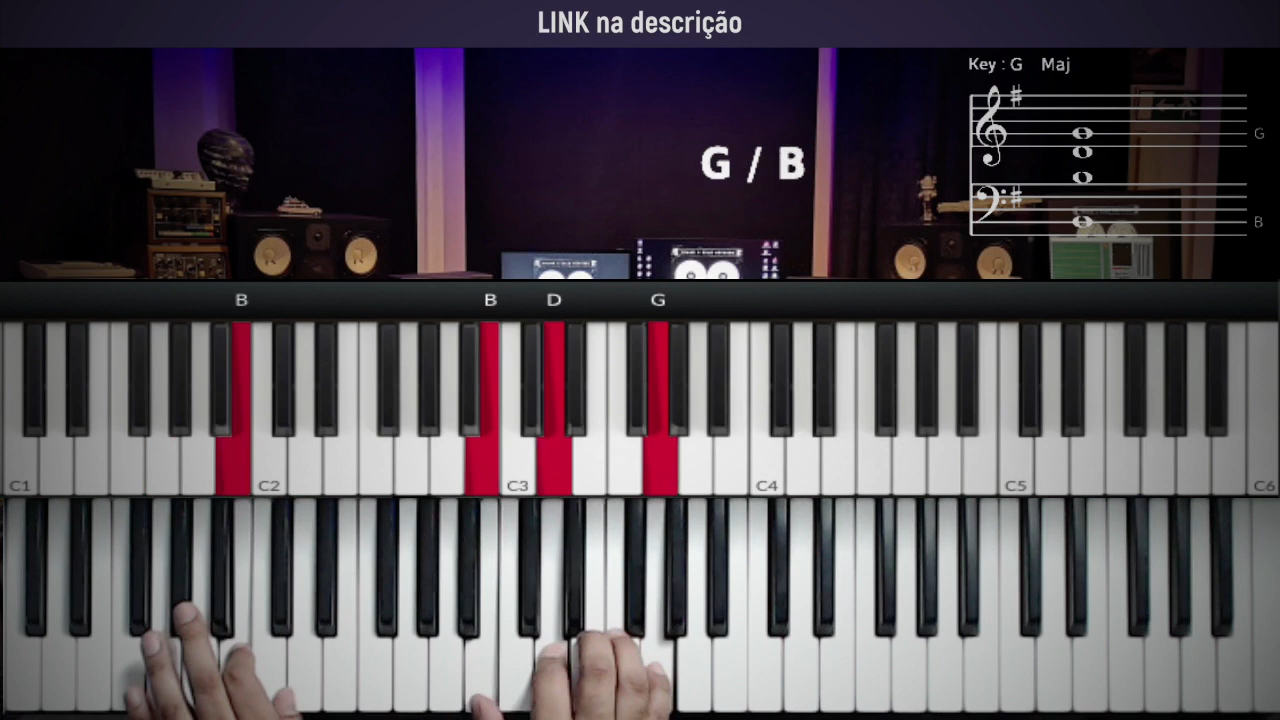 LINK na descrição
Key : G Maj
G / B
G
B
B B D G
C1 C2 C3 C4 C5 C6